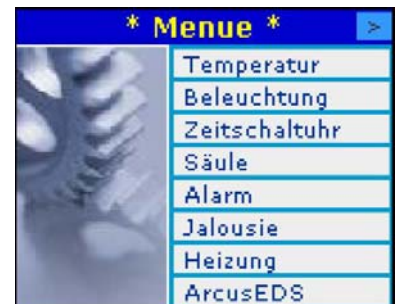 * Menue *
>
Temperatur
Beleuchtung
Zeitschaltuhr
Säule
Alarm
Jalousie
Heizung
ArcusEDS